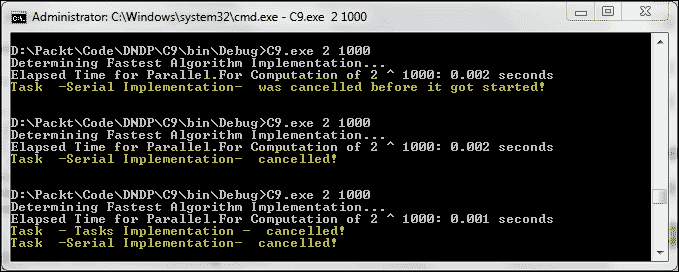 Administrator: C:\Windows\system32\cmd.exe - C9.exe 2 1000
D:\Packt\Code\DNDP\C9\bin\Debug>C9.exe 2 1000
Determining Fastest Algorithm Implementation...
Elapsed Time for Parallel.For Computation of 2 ^ 1000: 0.002 seconds
Task  -Serial Implementation-  was cancelled before it got started!
D:\Packt\Code\DNDP\C9\bin\Debug>C9.exe 2 1000
Determining Fastest Algorithm Implementation...
Elapsed Time for Parallel.For Computation of 2 ^ 1000: 0.002 seconds
Task  -Serial Implementation-  cancelled!
D:\Packt\Code\DNDP\C9\bin\Debug>C9.exe 2 1000
Determining Fastest Algorithm Implementation...
Elapsed Time for Parallel.For Computation of 2 ^ 1000: 0.001 seconds
Task  - Tasks Implementation -  cancelled!
Task  -Serial Implementation-  cancelled!